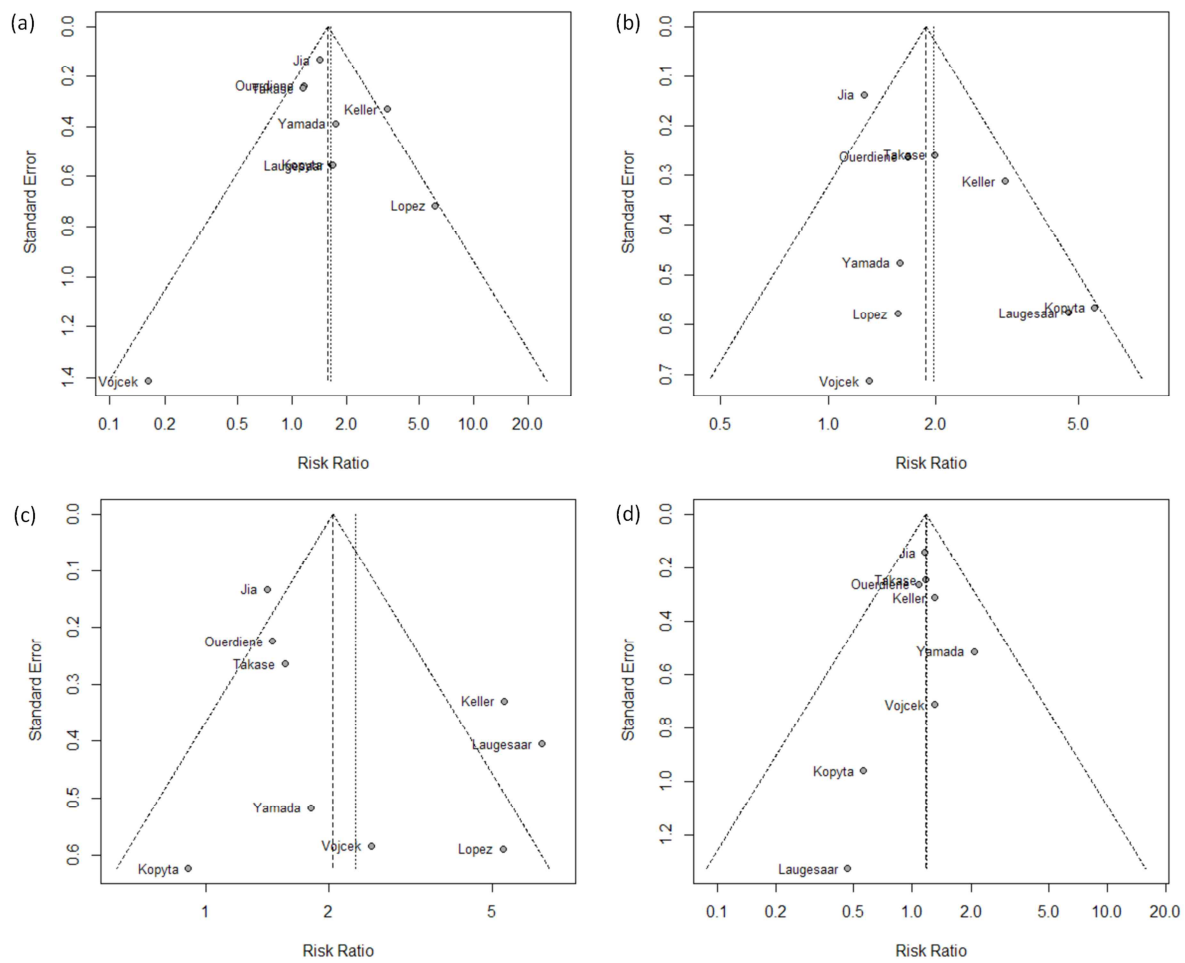 (a)
0.0
0.2
0.4
0.6
0.8
1.0
1.2
1.4
Standard Error
Jia
Ouerdiene
Takase
Keller
Yamada
Kopyta
Laugesaar
Lopez
Vojcek
0.1 0.2 0.5 1.0 2.0 5.0 10.0 20.0
Risk Ratio
(b)
0.0
0.1
0.2
0.3
0.4
0.5
0.6
0.7
Standard Error
Jia
Takase
Ouerdiene
Keller
Yamada
Kopyta
Lopez
Laugesaar
Vojcek
0.5 1.0 2.0 5.0
Risk Ratio
(c)
0.0
0.1
0.2
0.3
0.4
0.5
0.6
Standard Error
Jia
Ouerdiene
Takase
Keller
Laugesaar
Yamada
Vojcek
Lopez
Kopyta
1 2 5
Risk Ratio
(d)
0.0
0.2
0.4
0.6
0.8
1.0
1.2
Standard Error
Jia
Takase
Ouerdiene
Keller
Yamada
Vojcek
Kopyta
Laugesaar
0.1 0.2 0.5 1.0 2.0 5.0 10.0 20.0
Risk Ratio